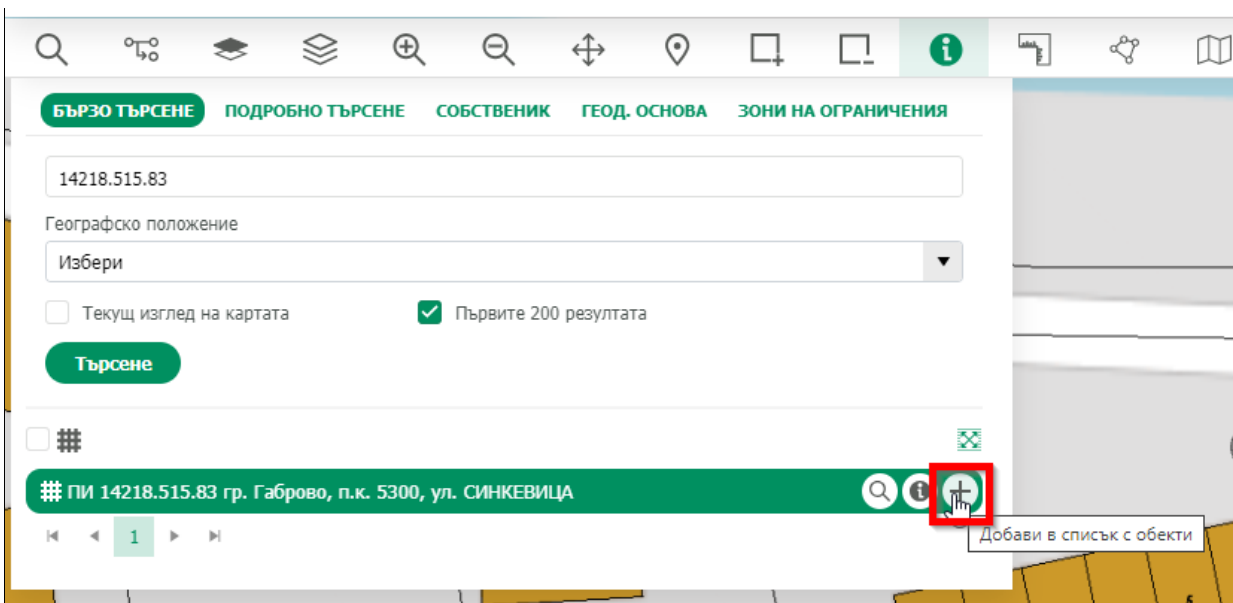 БЪРЗО ТЪРСЕНЕ ПОДРОБНО ТЪРСЕНЕ СОБСТВЕНИК ГЕОД. ОСНОВА ЗОНИ НА ОГРАНИЧЕНИЯ
14218.515.83
Географско положение
Избери
Текущ изглед на картата Първите 200 резултата
Търсене
ПИ 14218.515.83 гр. Габрово, п.к. 5300, ул. СИНКЕВИЦА
1
Добави в списък с обекти